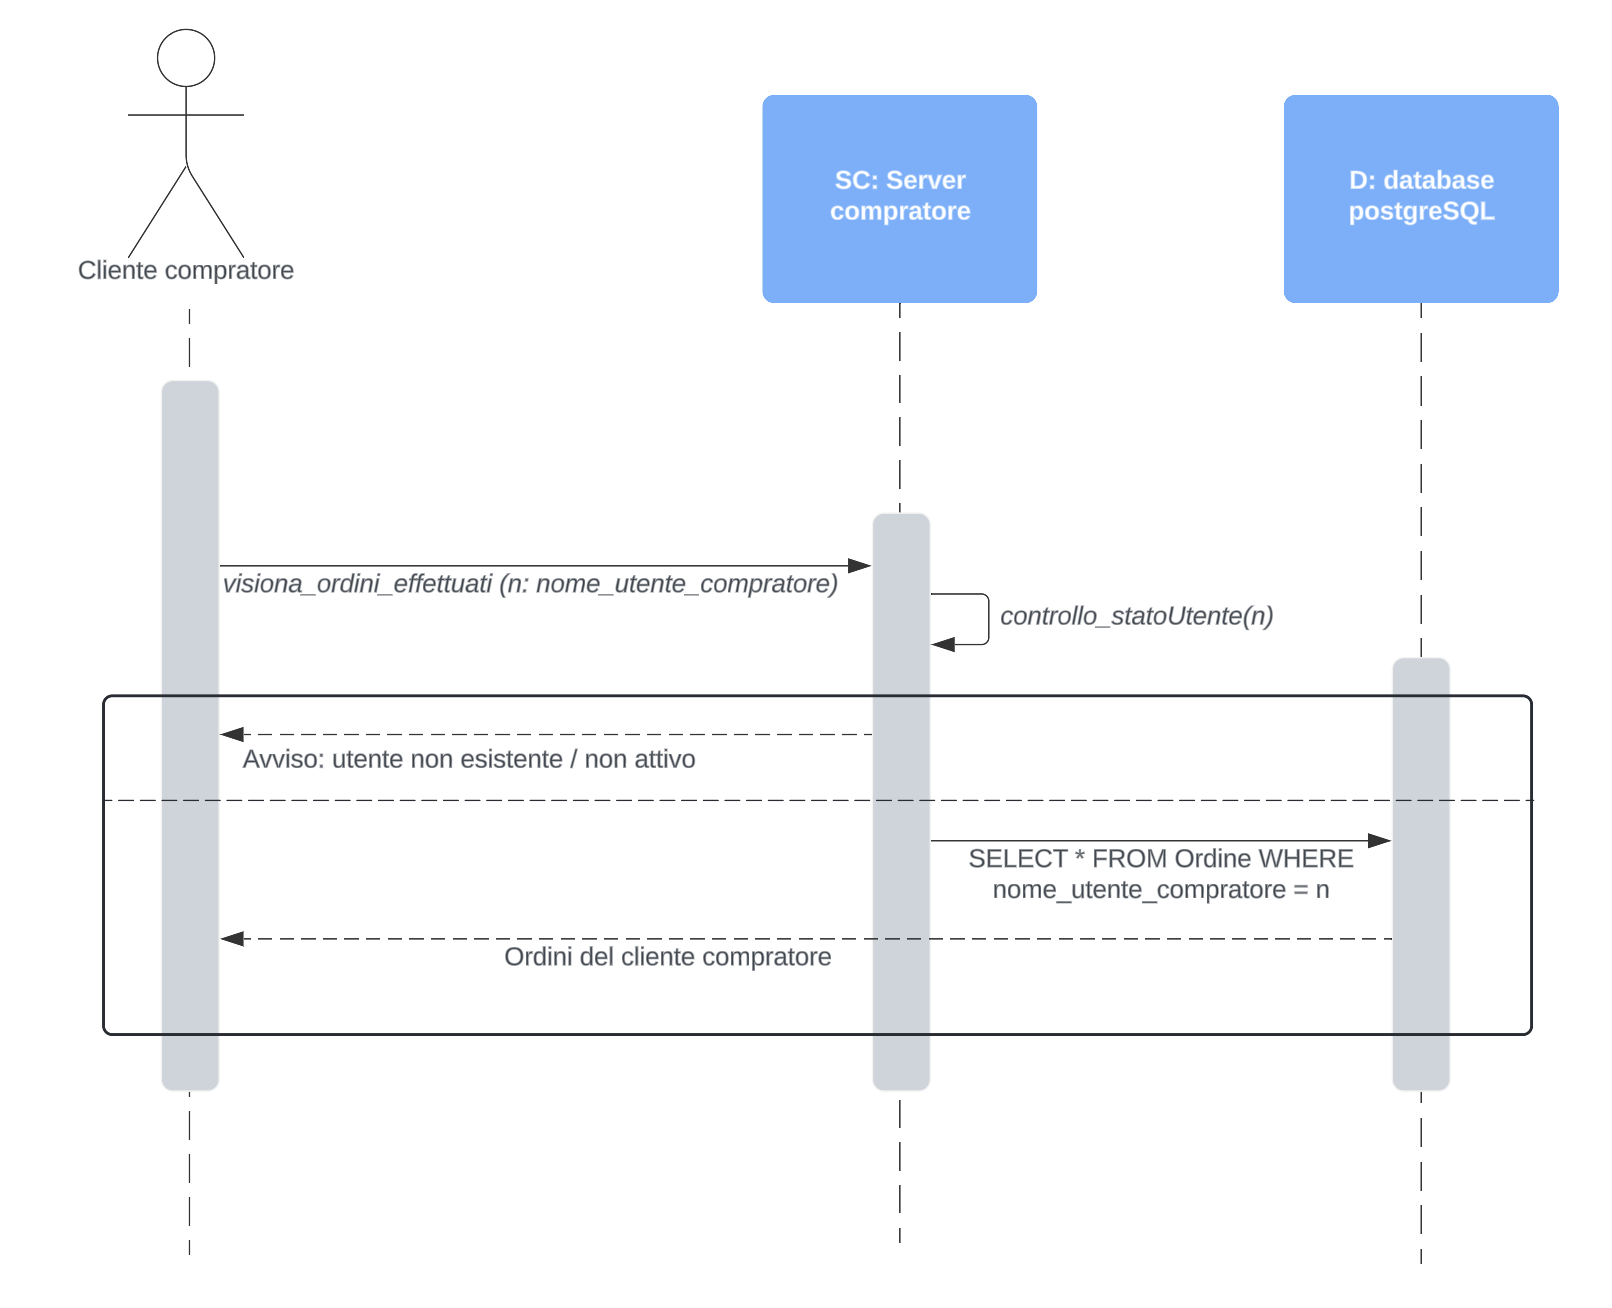 Cliente compratore
SC: Server
compratore
D: database
postgreSQL
visiona_ordini_effettuati (n: nome_utente_compratore)
controllo_statoUtente(n)
Avviso: utente non esistente / non attivo
SELECT * FROM Ordine WHERE
nome_utente_compratore = n
Ordini del cliente compratore